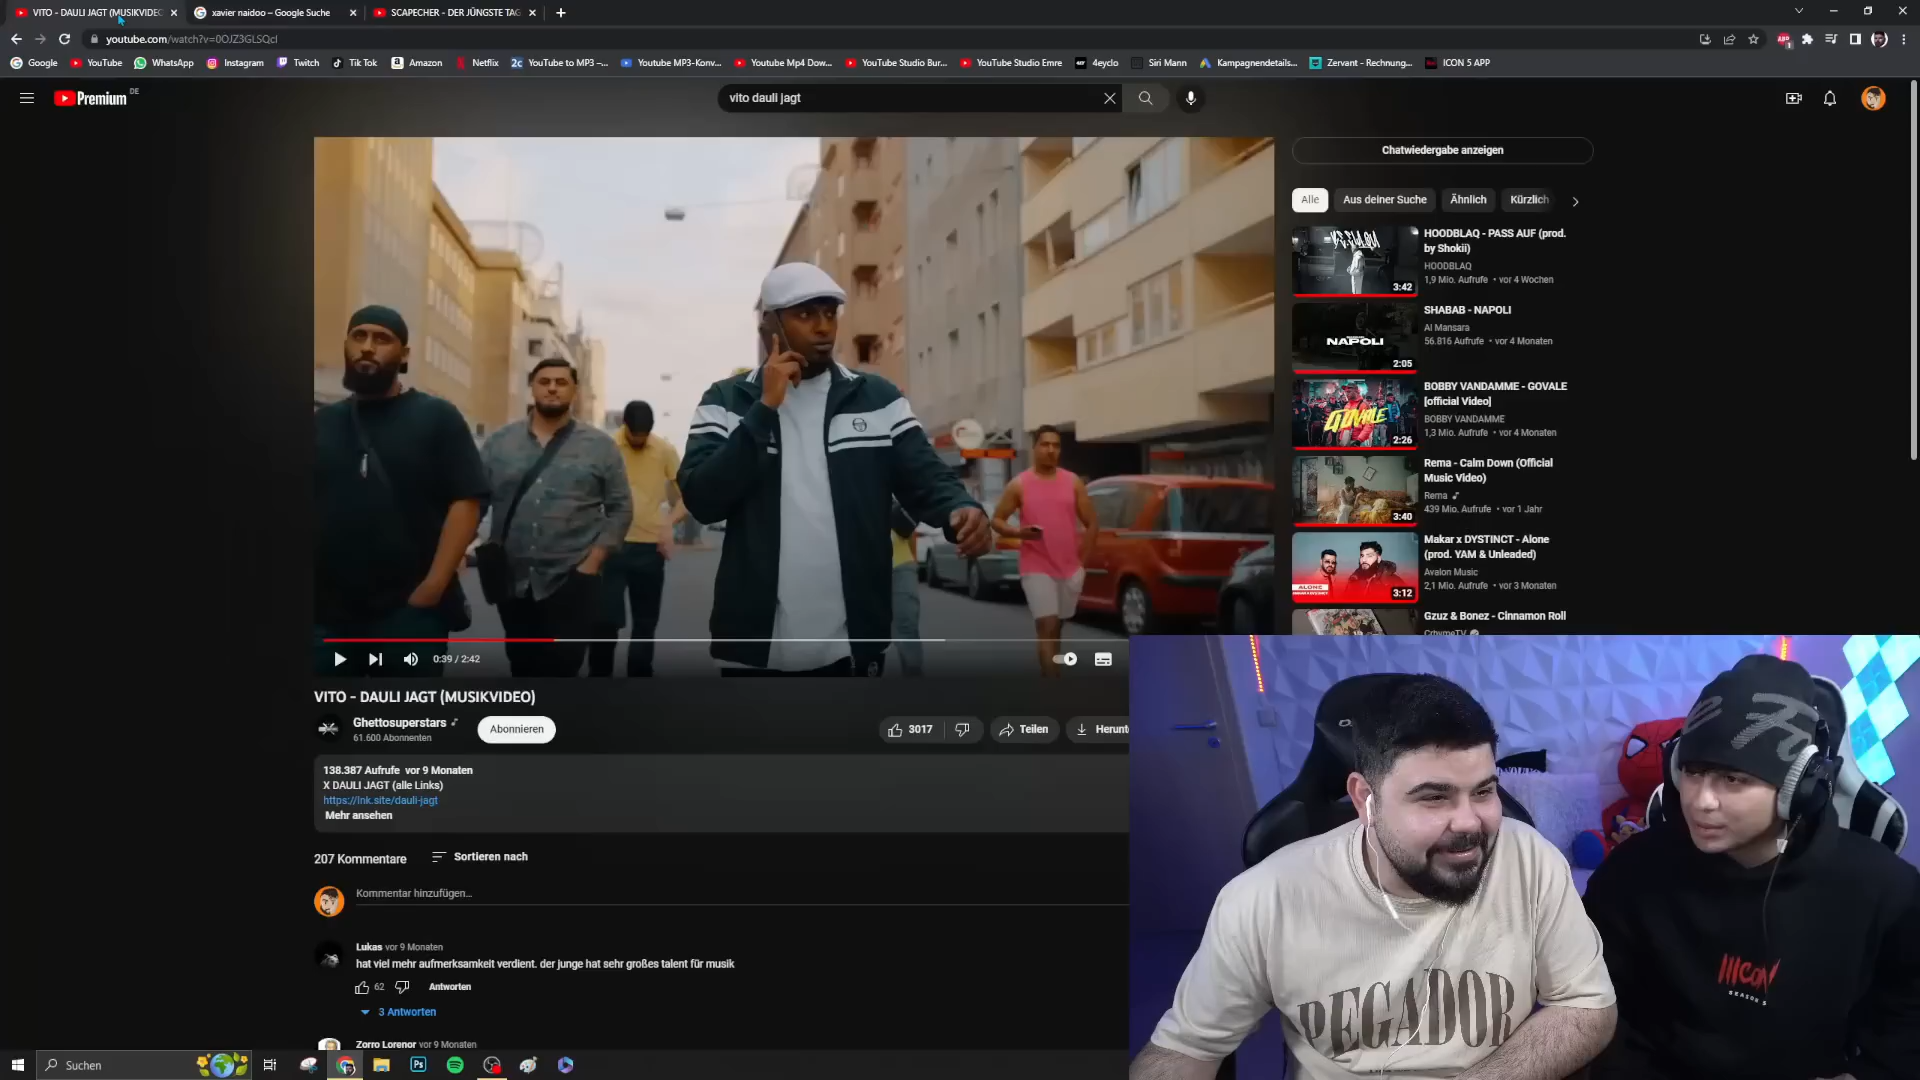 VITO - DAULI JAGT (MUSIKVIDEO
xavier naidoo – Google Suche
SCAPECHER - DER JÜNGSTE TAG
youtube.com/watch?v=0OJZ3GLSQcI
Google
YouTube
WhatsApp
Instagram
Twitch
Tik Tok
Amazon
Netflix
YouTube to MP3 –...
Youtube MP3-Konv...
Youtube Mp4 Dow...
YouTube Studio Bur...
YouTube Studio Emre
4eyclo
Siri Mann
Kampagnendetails...
Zervant - Rechnung...
ICON 5 APP
Premium DE
vito dauli jagt
Chatwiedergabe anzeigen
Alle
Aus deiner Suche
Ähnlich
Kürzlich
HOODBLAQ - PASS AUF (prod.
by Shokii)
HOODBLAQ
1,9 Mio. Aufrufe • vor 4 Wochen
3:42
SHABAB - NAPOLI
Al Mansara
56.816 Aufrufe • vor 4 Monaten
NAPOLI
2:05
BOBBY VANDAMME - GOVALE
[official Video]
BOBBY VANDAMME
1,3 Mio. Aufrufe • vor 4 Monaten
GOVALE
2:26
Rema - Calm Down (Official
Music Video)
Rema
439 Mio. Aufrufe • vor 1 Jahr
3:40
Makar x DYSTINCT - Alone
(prod. YAM & Unleaded)
Avalon Music
2,1 Mio. Aufrufe • vor 3 Monaten
ALONE
3:12
Gzuz & Bonez - Cinnamon Roll
CrhymeTV
0:39 / 2:42
VITO - DAULI JAGT (MUSIKVIDEO)
Ghettosuperstars
61.600 Abonnenten
Abonnieren
3017
Teilen
Herunt
138.387 Aufrufe vor 9 Monaten
X DAULI JAGT (alle Links)
https://lnk.site/dauli-jagt
Mehr ansehen
207 Kommentare
Sortieren nach
Kommentar hinzufügen...
Lukas vor 9 Monaten
hat viel mehr aufmerksamkeit verdient. der junge hat sehr großes talent für musik
62
Antworten
3 Antworten
Zorro Lorenor vor 9 Monaten
PEGADOR
IIICON
SEASON 5
Suchen
Ps